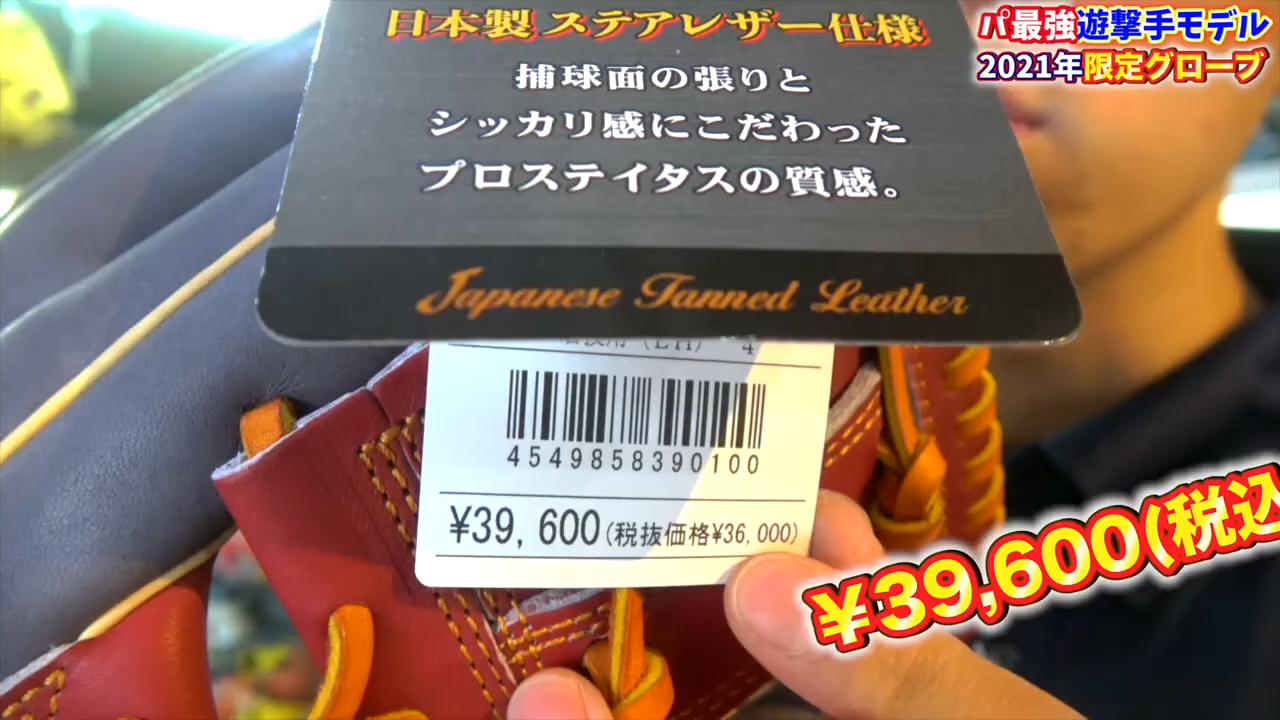 日本製 ステアレザー仕様
捕球面の張りと
シッカリ感にこだわった
プロステイタスの質感。
Japanese Tanned Leather
パ最強遊撃手モデル
2021年限定グローブ
4549858390100
¥39,600(税抜価格¥36,000)
¥39,600(税込